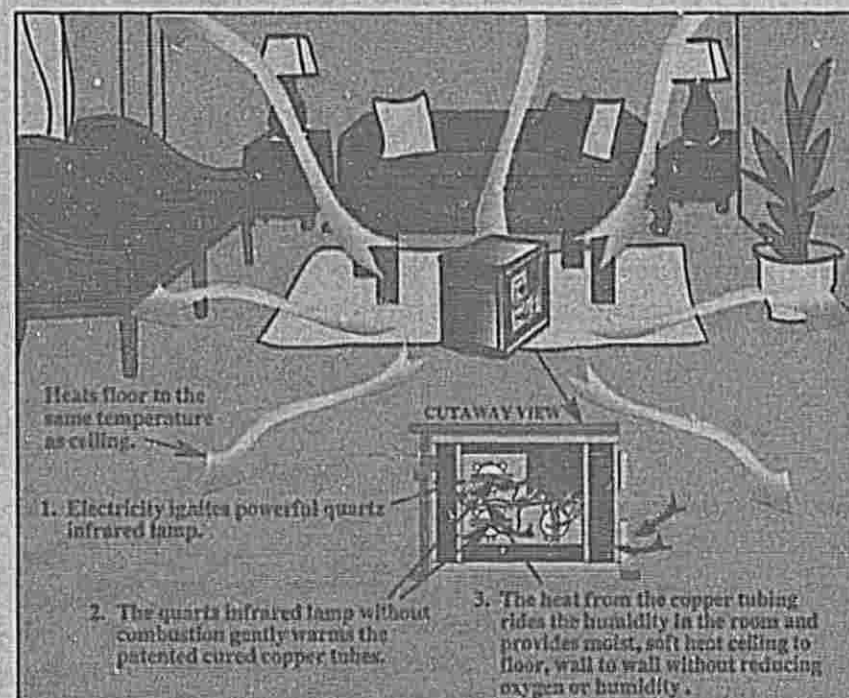 Heats floor to the
same temperature
as ceiling.
CUTAWAY VIEW
1. Electricity ignites powerful quartz
infrared lamp.
2. The quartz infrared lamp without
combustion gently warms the
patented cured copper tubes.
3. The heat from the copper tubing
rides the humidity in the room and
provides moist, soft heat ceiling to
floor, wall to wall without reducing
oxygen or humidity.